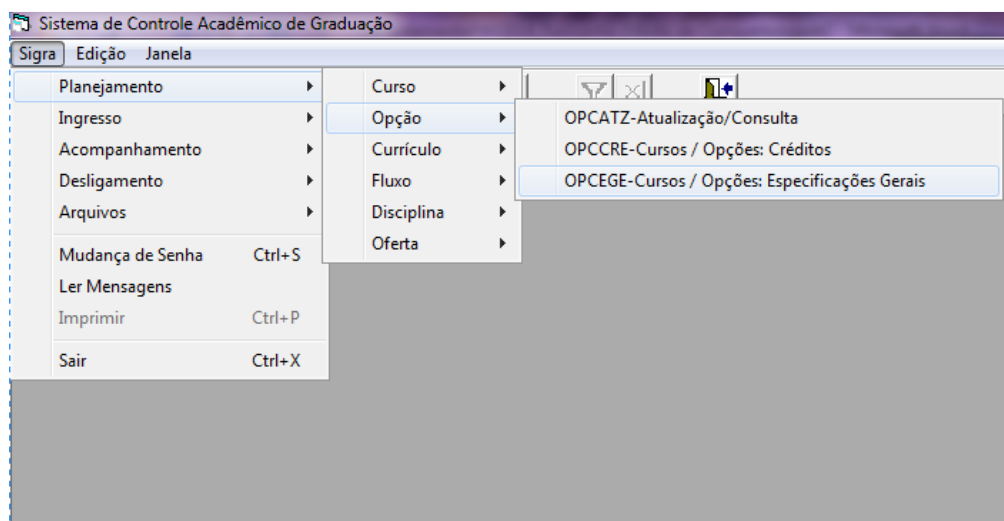 Sistema de Controle Acadêmico de Graduação
Sigra Edição Janela
Planejamento
Ingresso
Acompanhamento
Desligamento
Arquivos
Mudança de Senha Ctrl+S
Ler Mensagens
Imprimir Ctrl+P
Sair Ctrl+X
Curso
Opção
Currículo
Fluxo
Disciplina
Oferta
OPCATZ-Atualização/Consulta
OPCCRE-Cursos / Opções: Créditos
OPCEGE-Cursos / Opções: Especificações Gerais